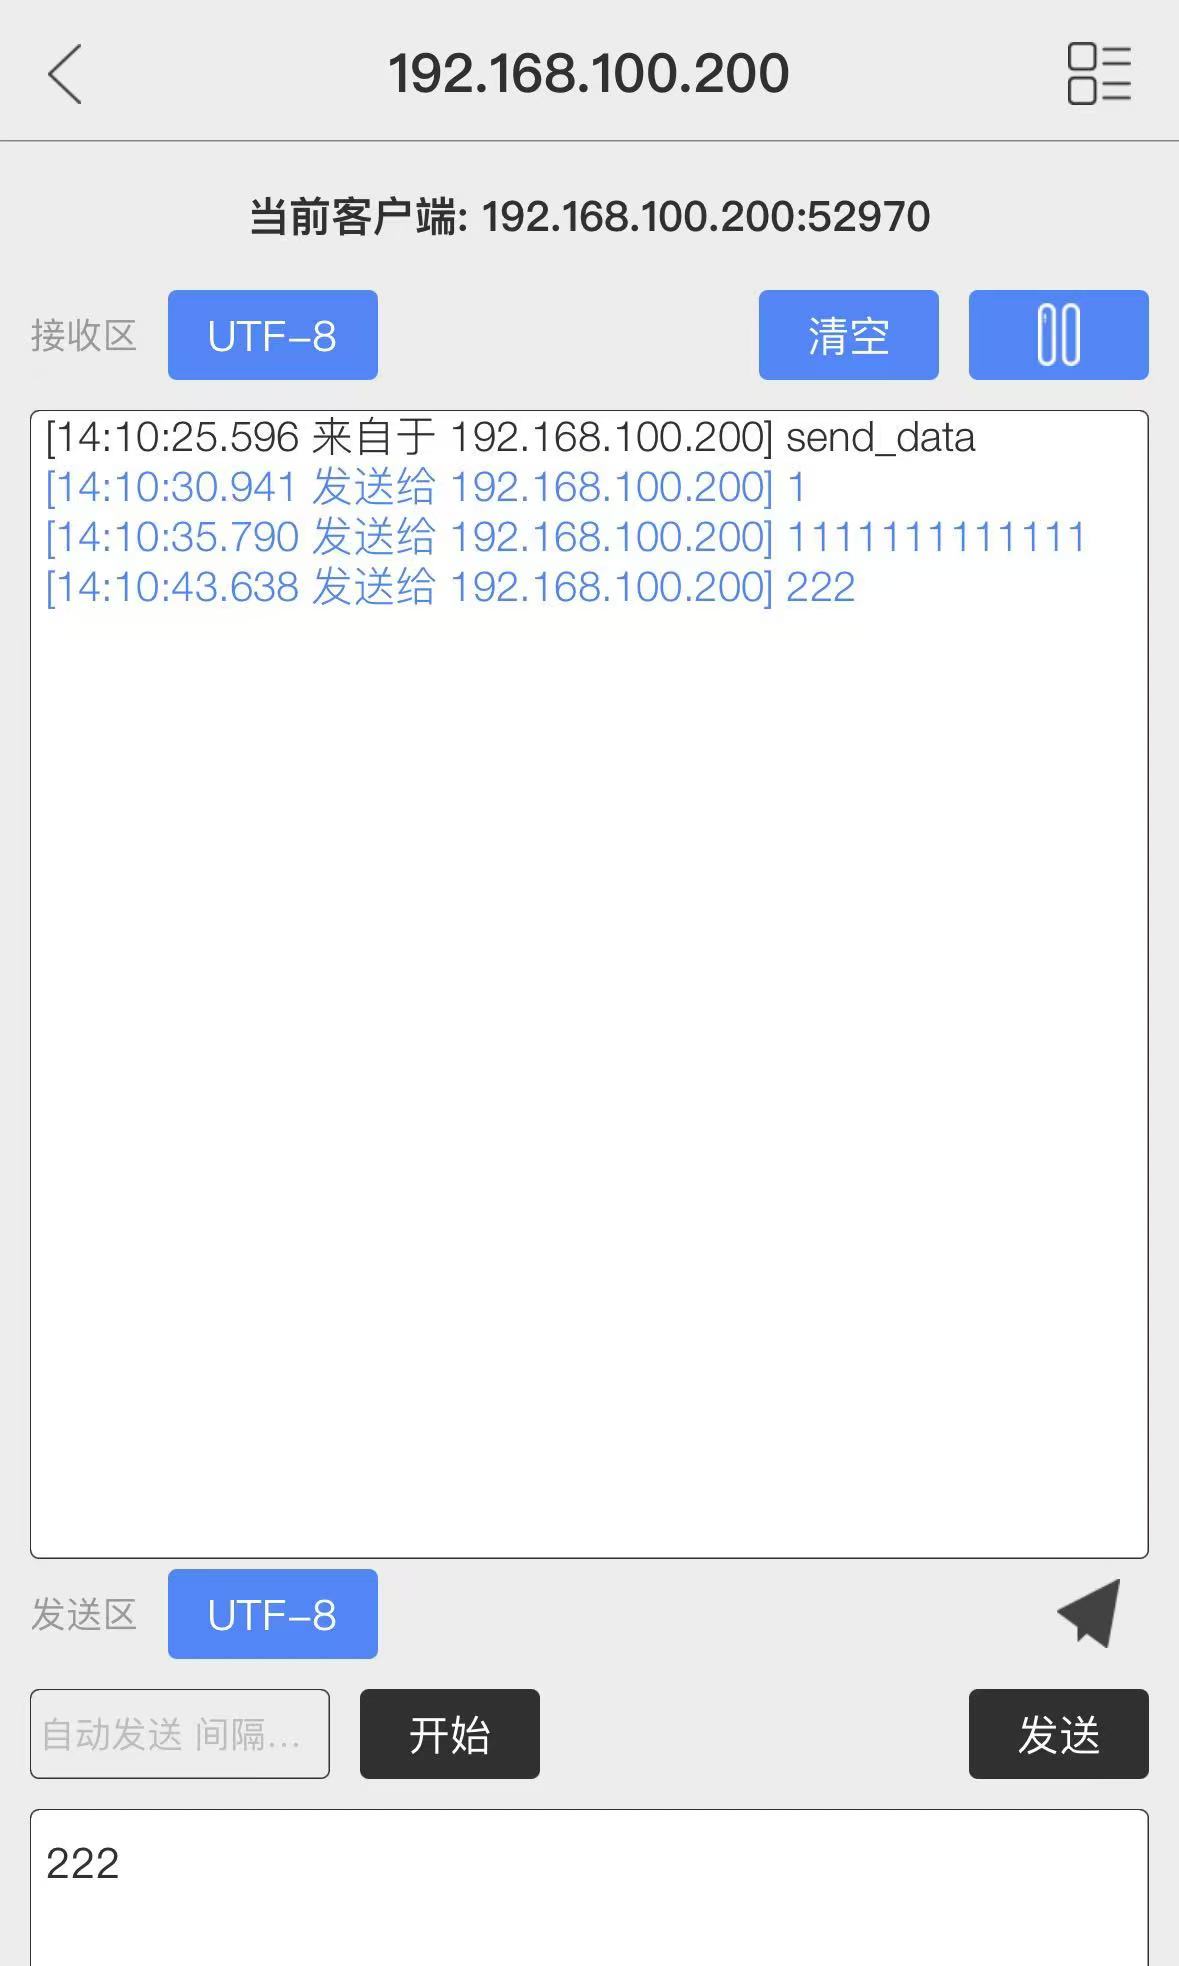 192.168.100.200
当前客户端: 192.168.100.200:52970
接收区 UTF-8 清空
[14:10:25.596 来自于 192.168.100.200] send_data
[14:10:30.941 发送给 192.168.100.200] 1
[14:10:35.790 发送给 192.168.100.200] 1111111111111
[14:10:43.638 发送给 192.168.100.200] 222
发送区 UTF-8
自动发送 间隔... 开始 发送
222